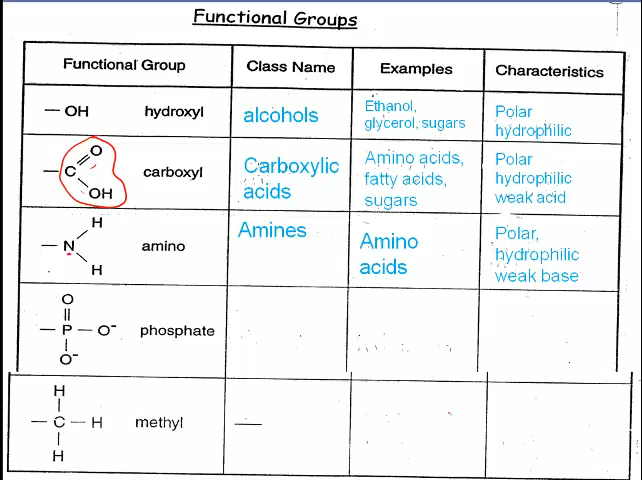 Functional Groups
Functional Group
Class Name
Examples
Characteristics
— OH
hydroxyl
alcohols
Ethanol,
glycerol, sugars
Polar
hydrophilic
O
— C
OH
carboxyl
Carboxylic
acids
Amino acids,
fatty acids,
sugars
Polar
hydrophilic
weak acid
H
— N
H
amino
Amines
Amino
acids
Polar,
hydrophilic
weak base
O
— P — O⁻
O⁻
phosphate
H
— C — H
H
methyl
—